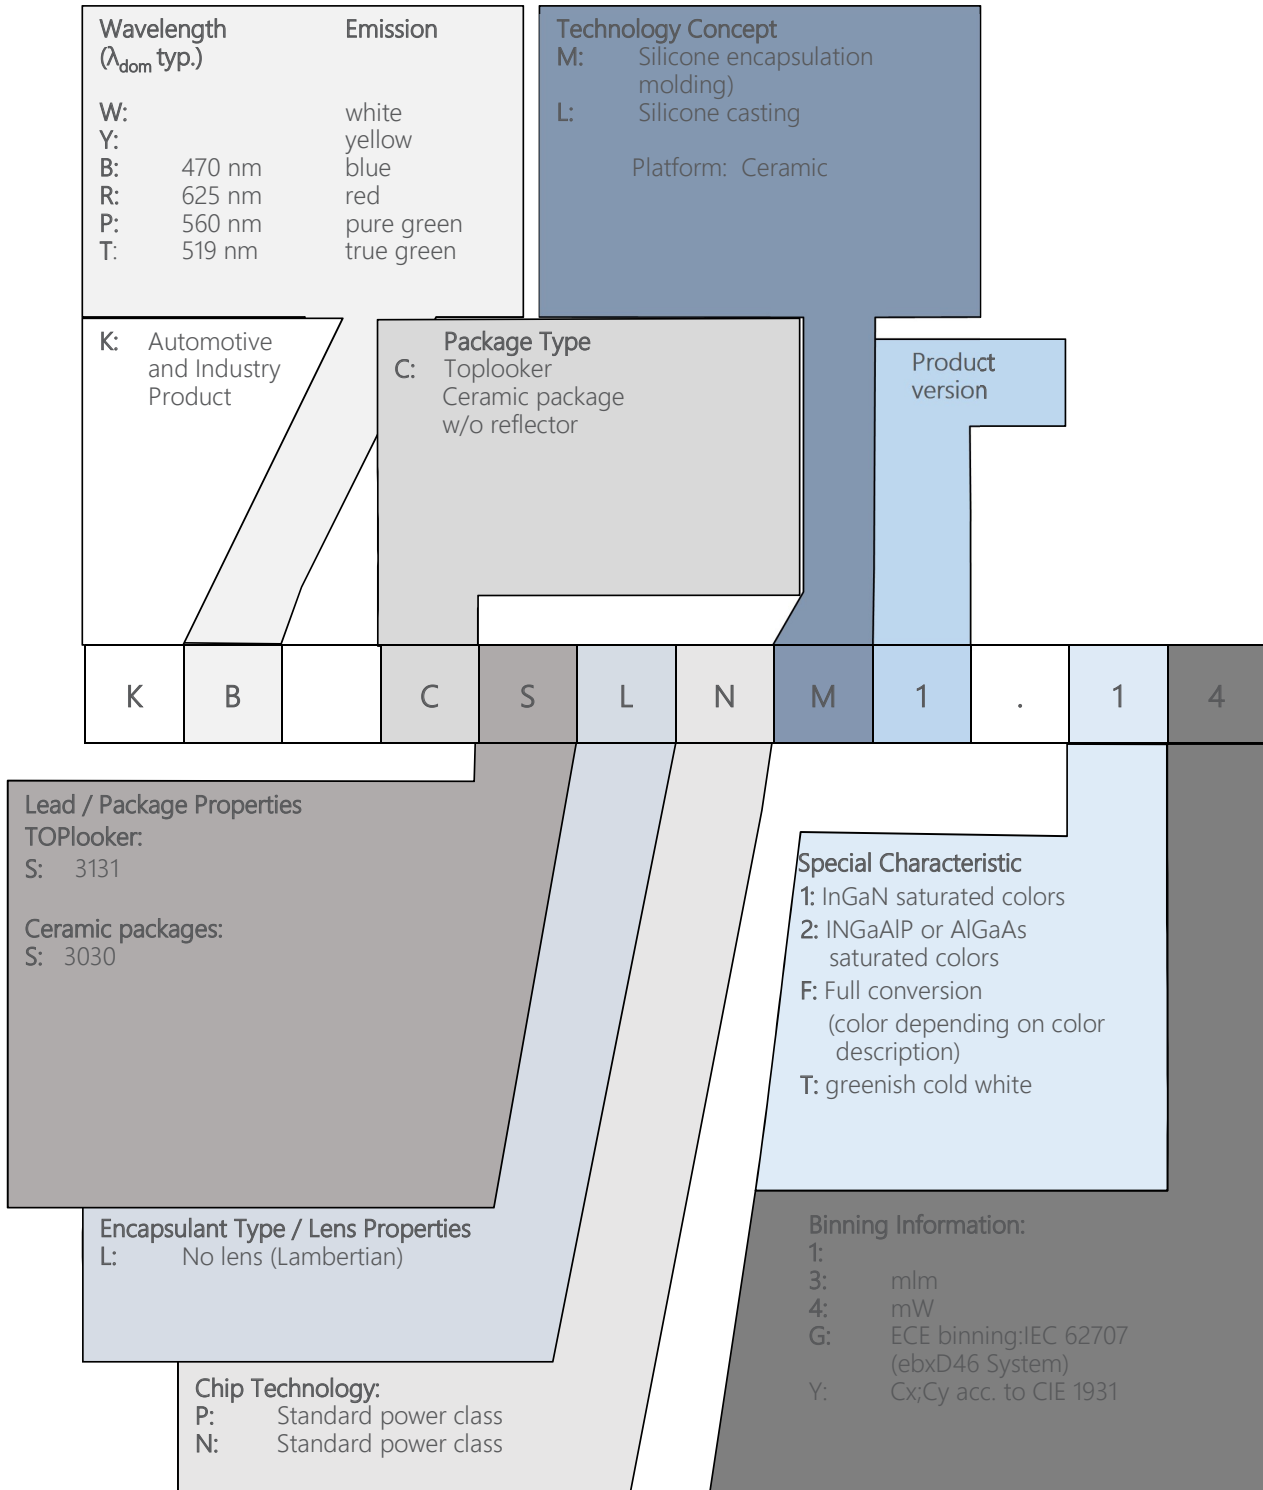 Wavelength Emission
(λdom typ.)
W: white
Y: yellow
B: 470 nm blue
R: 625 nm red
P: 560 nm pure green
T: 519 nm true green
Technology Concept
M: Silicone encapsulation
molding)
L: Silicone casting
Platform: Ceramic
K: Automotive
and Industry
Product
Package Type
C: Toplooker
Ceramic package
w/o reflector
Product
version
K B C S L N M 1 . 1 4
Lead / Package Properties
TOPlooker:
S: 3131
Ceramic packages:
S: 3030
Encapsulant Type / Lens Properties
L: No lens (Lambertian)
Chip Technology:
P: Standard power class
N: Standard power class
Special Characteristic
1: InGaN saturated colors
2: INGaAlP or AlGaAs
saturated colors
F: Full conversion
(color depending on color
description)
T: greenish cold white
Binning Information:
1:
3: mlm
4: mW
G: ECE binning:IEC 62707
(ebxD46 System)
Y: Cx;Cy acc. to CIE 1931